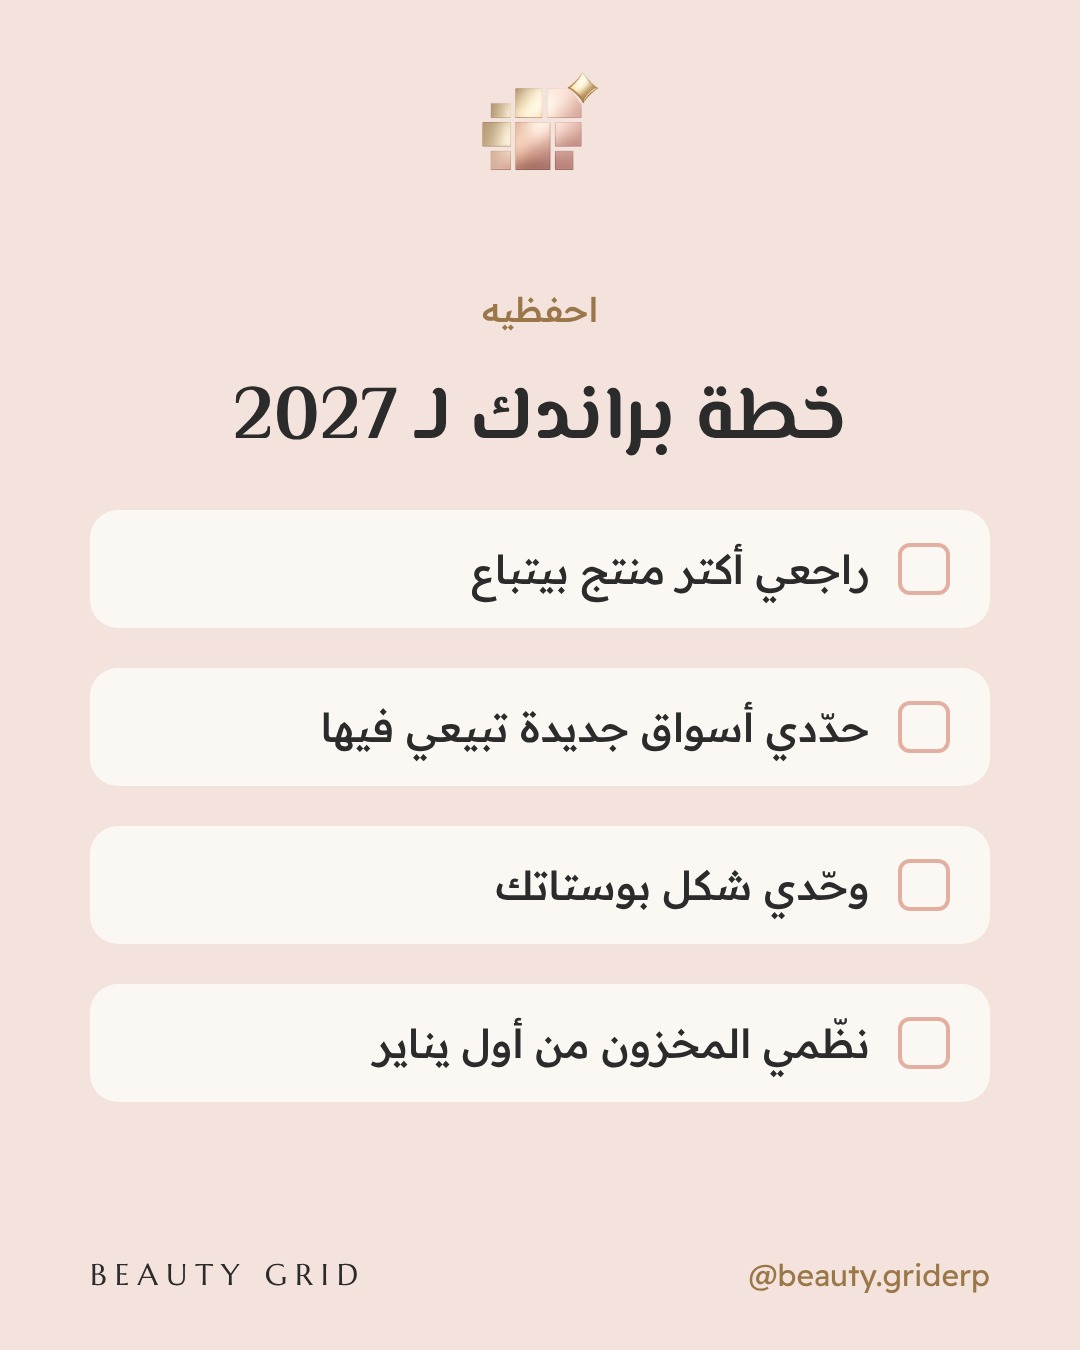 احفظيه
خطة براندك لـ 2027
راجعي أكتر منتج بيتباع
حدّدي أسواق جديدة تبيعي فيها
وحّدي شكل بوستاتك
نظّمي المخزون من أول يناير
BEAUTY GRID
@beauty.griderp